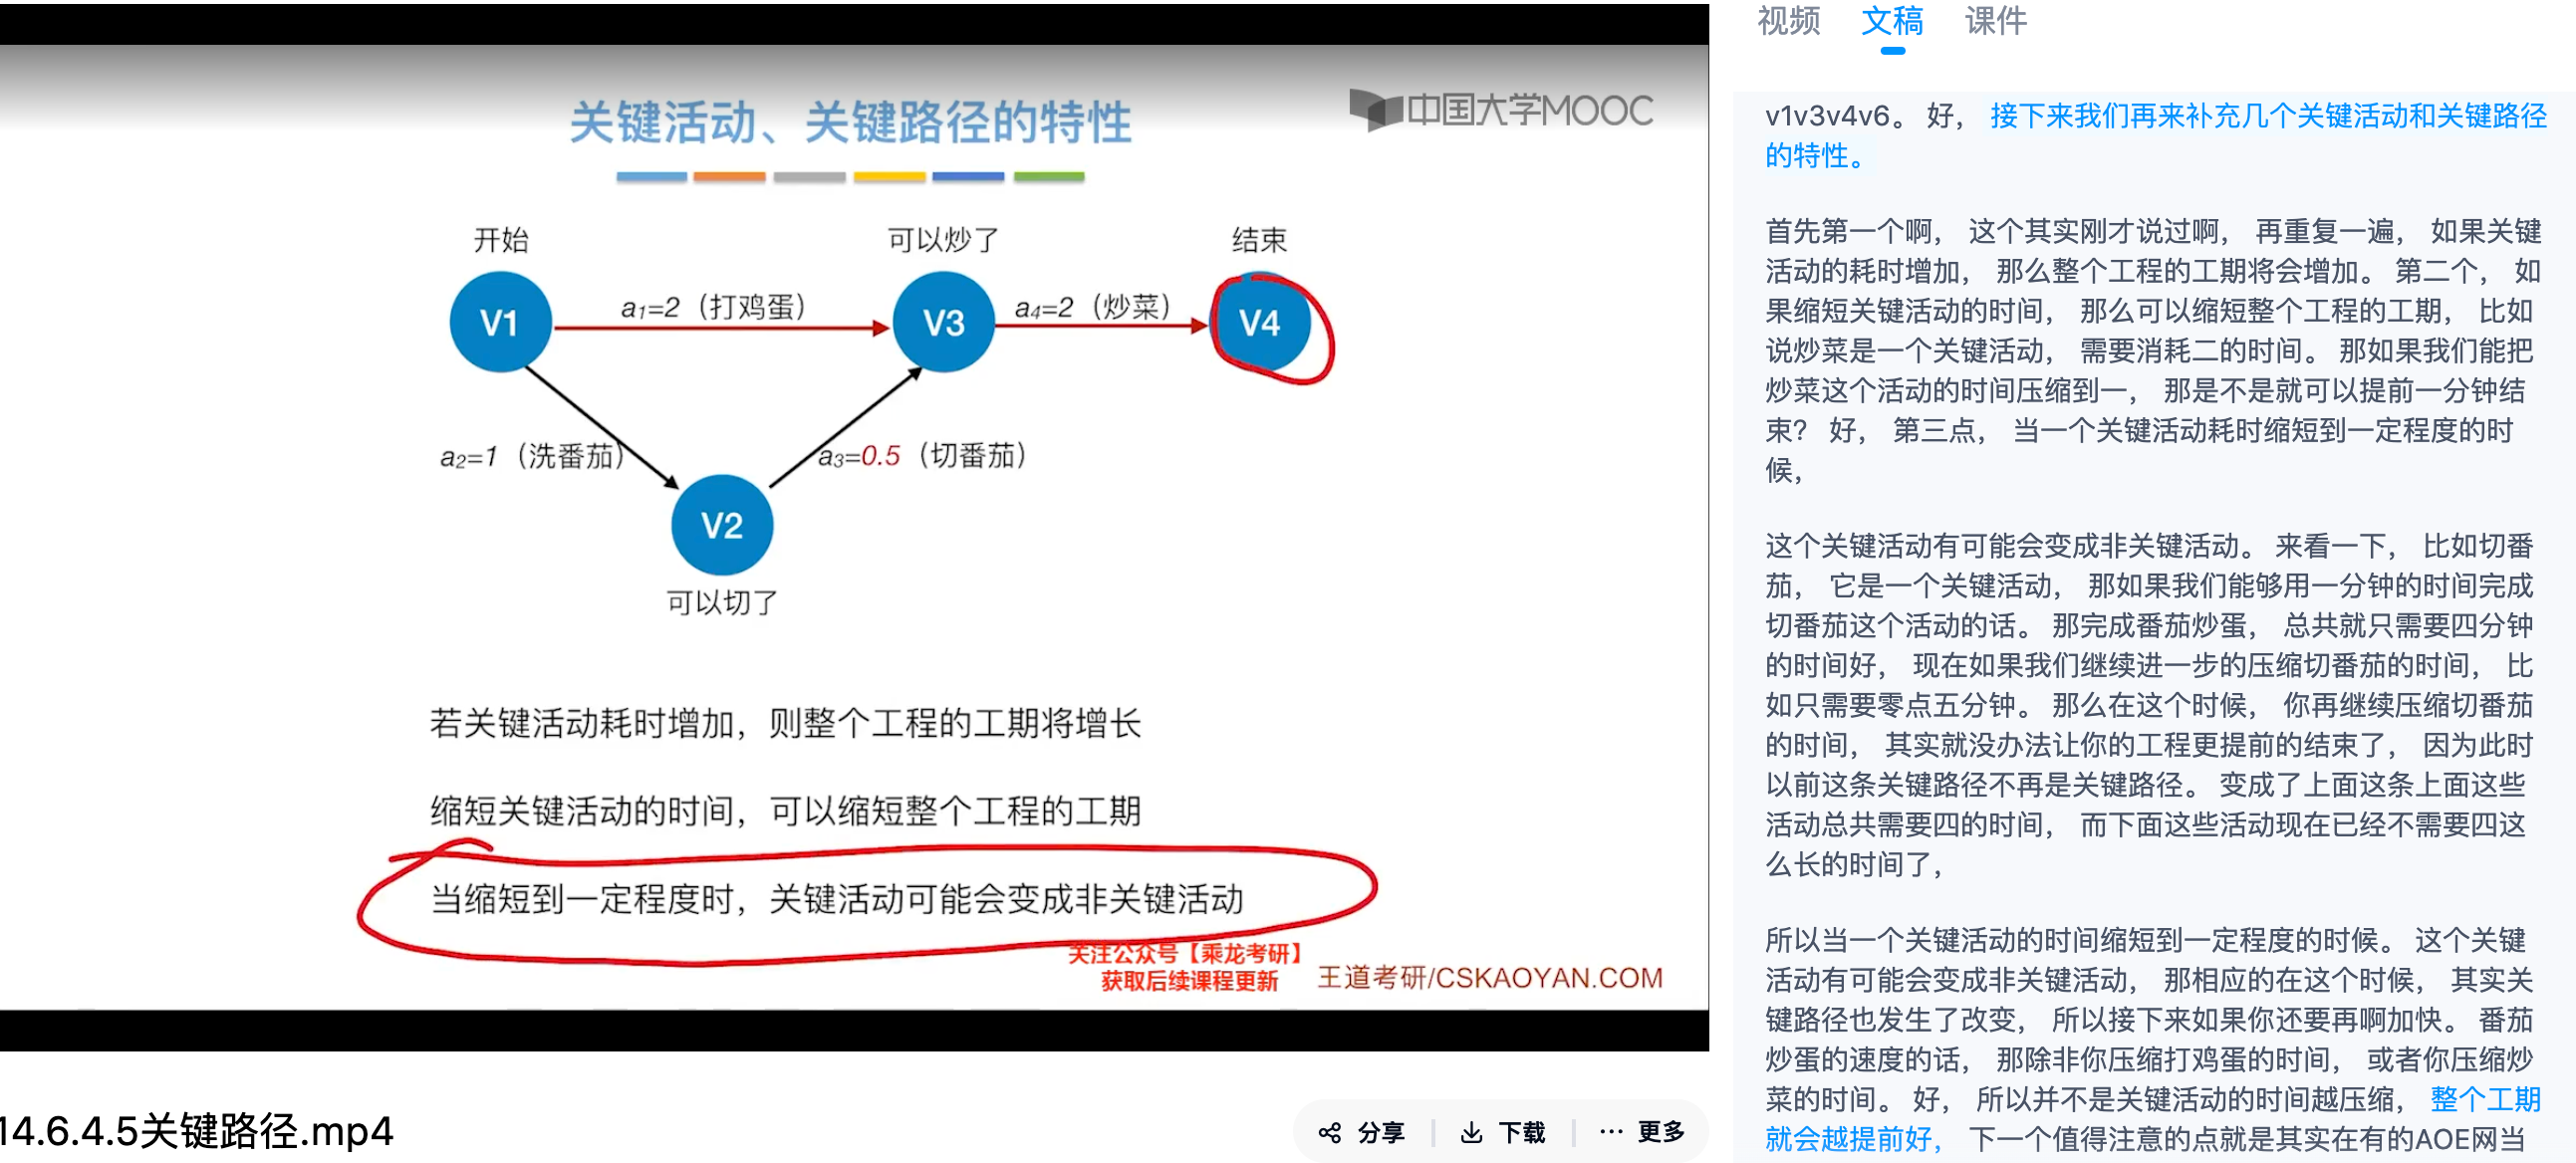 关键活动、关键路径的特性
中国大学MOOC
开始
可以炒了
结束
V1
a₁=2（打鸡蛋）
V3
a₄=2（炒菜）
V4
a₂=1（洗番茄）
a₃=0.5（切番茄）
V2
可以切了
若关键活动耗时增加，则整个工程的工期将增长
缩短关键活动的时间，可以缩短整个工程的工期
当缩短到一定程度时，关键活动可能会变成非关键活动
关注公众号【乘龙考研】
获取后续课程更新
王道考研/CSKAOYAN.COM
14.6.4.5关键路径.mp4
分享
下载
更多
视频 文稿 课件
v1v3v4v6。 好， 接下来我们再来补充几个关键活动和关键路径
的特性。
首先第一个啊， 这个其实刚才说过啊， 再重复一遍， 如果关键
活动的耗时增加， 那么整个工程的工期将会增加。 第二个， 如
果缩短关键活动的时间， 那么可以缩短整个工程的工期， 比如
说炒菜是一个关键活动， 需要消耗二的时间。 那如果我们能把
炒菜这个活动的时间压缩到一， 那是不是就可以提前一分钟结
束？ 好， 第三点， 当一个关键活动耗时缩短到一定程度的时
候，
这个关键活动有可能会变成非关键活动。 来看一下， 比如切番
茄， 它是一个关键活动， 那如果我们能够用一分钟的时间完成
切番茄这个活动的话。 那完成番茄炒蛋， 总共就只需要四分钟
的时间好， 现在如果我们继续进一步的压缩切番茄的时间， 比
如只需要零点五分钟。 那么在这个时候， 你再继续压缩切番茄
的时间， 其实就没办法让你的工程更提前的结束了， 因为此时
以前这条关键路径不再是关键路径。 变成了上面这条上面这些
活动总共需要四的时间， 而下面这些活动现在已经不需要四这
么长的时间了，
所以当一个关键活动的时间缩短到一定程度的时候。 这个关键
活动有可能会变成非关键活动， 那相应的在这个时候， 其实关
键路径也发生了改变， 所以接下来如果你还要再啊加快。 番茄
炒蛋的速度的话， 那除非你压缩打鸡蛋的时间， 或者你压缩炒
菜的时间。 好， 所以并不是关键活动的时间越压缩， 整个工期
就会越提前好， 下一个值得注意的点就是其实在有的AOE网当